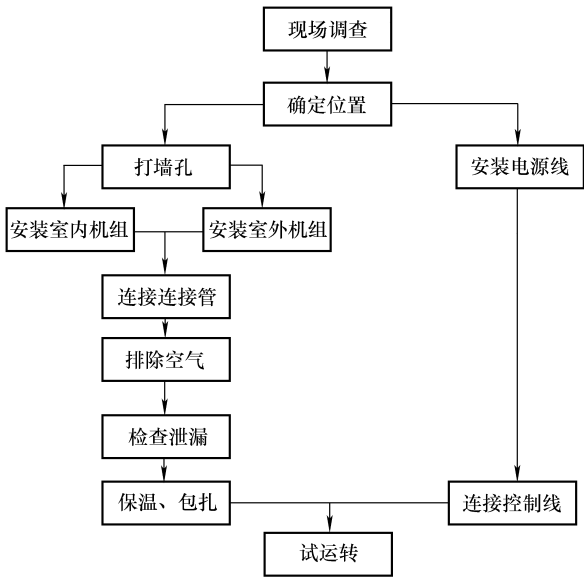 现场调查
确定位置
打墙孔
安装电源线
安装室内机组
安装室外机组
连接连接管
排除空气
检查泄漏
保温、包扎
连接控制线
试运转